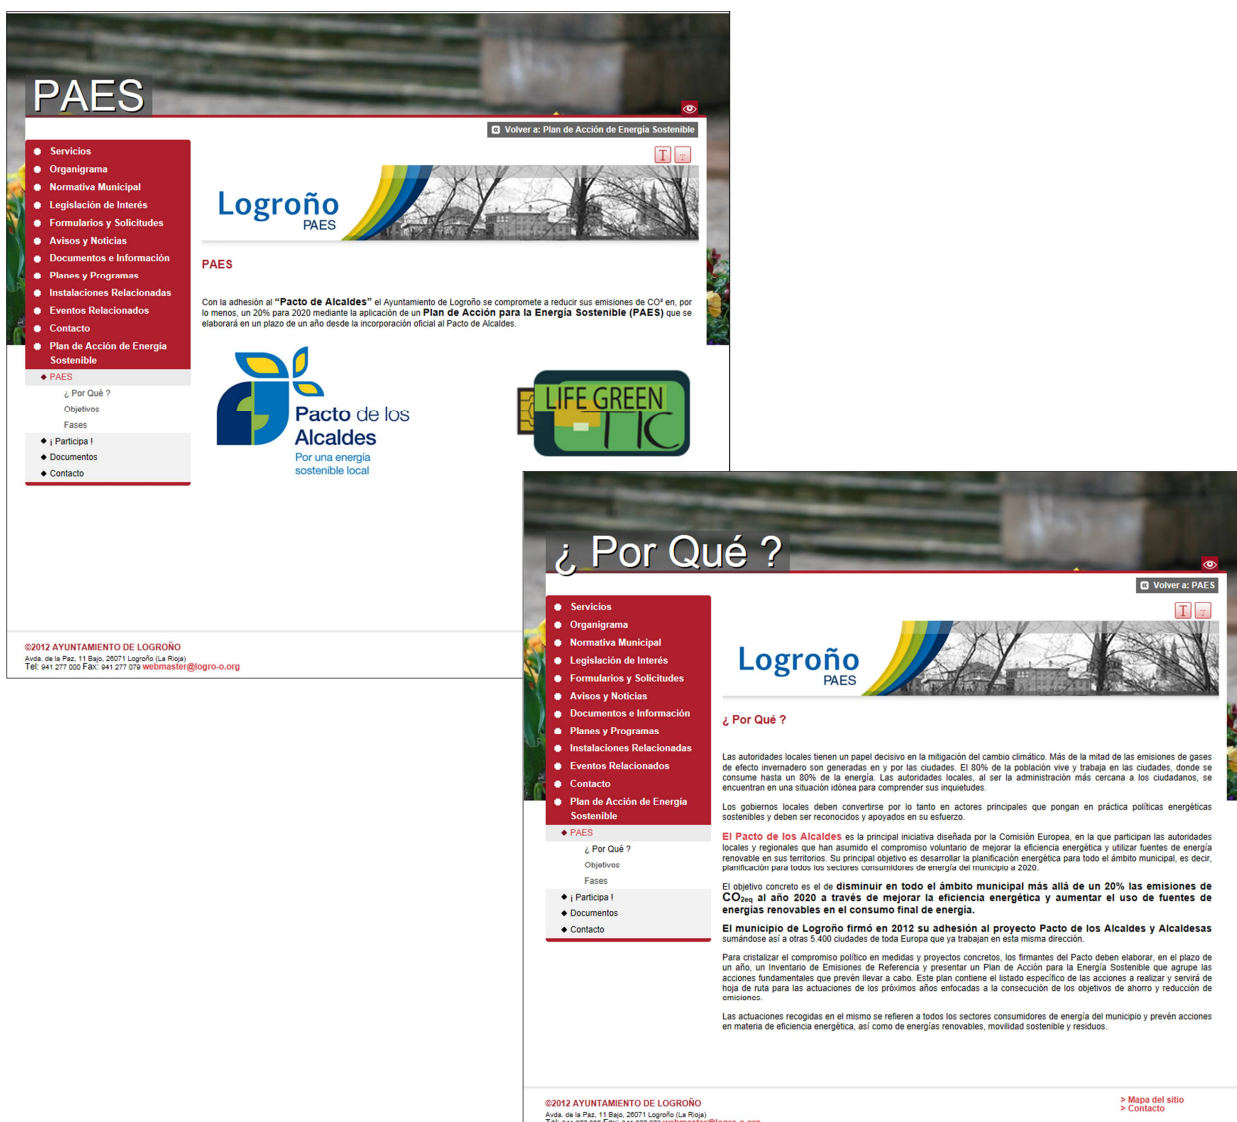 PAES
Volver a: Plan de Acción de Energía Sostenible
Servicios
Organigrama
Normativa Municipal
Legislación de Interés
Formularios y Solicitudes
Avisos y Noticias
Documentos e Información
Planes y Programas
Instalaciones Relacionadas
Eventos Relacionados
Contacto
Plan de Acción de Energía
Sostenible
PAES
¿ Por Qué ?
Objetivos
Fases
¡ Participa !
Documentos
Contacto
T
Logroño
PAES
PAES
Con la adhesión al “Pacto de Alcaldes” el Ayuntamiento de Logroño se compromete a reducir sus emisiones de CO² en, por
lo menos, un 20% para 2020 mediante la aplicación de un Plan de Acción para la Energía Sostenible (PAES) que se
elaborará en un plazo de un año desde la incorporación oficial al Pacto de Alcaldes.
Pacto de los
Alcaldes
Por una energía
sostenible local
LIFE GREEN
TIC
©2012 AYUNTAMIENTO DE LOGROÑO
Avda. de la Paz, 11 Bajo, 26071 Logroño (La Rioja)
Tel: 941 277 000 Fax: 941 277 079 webmaster@logro-o.org
¿ Por Qué ?
Volver a: PAES
Servicios
Organigrama
Normativa Municipal
Legislación de Interés
Formularios y Solicitudes
Avisos y Noticias
Documentos e Información
Planes y Programas
Instalaciones Relacionadas
Eventos Relacionados
Contacto
Plan de Acción de Energía
Sostenible
PAES
¿ Por Qué ?
Objetivos
Fases
¡ Participa !
Documentos
Contacto
T
Logroño
PAES
¿ Por Qué ?
Las autoridades locales tienen un papel decisivo en la mitigación del cambio climático. Más de la mitad de las emisiones de gases
de efecto invernadero son generadas en y por las ciudades. El 80% de la población vive y trabaja en las ciudades, donde se
consume hasta un 80% de la energía. Las autoridades locales, al ser la administración más cercana a los ciudadanos, se
encuentran en una situación idónea para comprender sus inquietudes.
Los gobiernos locales deben convertirse por lo tanto en actores principales que pongan en práctica políticas energéticas
sostenibles y deben ser reconocidos y apoyados en su esfuerzo.
El Pacto de los Alcaldes es la principal iniciativa diseñada por la Comisión Europea, en la que participan las autoridades
locales y regionales que han asumido el compromiso voluntario de mejorar la eficiencia energética y utilizar fuentes de energía
renovable en sus territorios. Su principal objetivo es desarrollar la planificación energética para todo el ámbito municipal, es decir,
planificación para todos los sectores consumidores de energía del municipio a 2020.
El objetivo concreto es el de disminuir en todo el ámbito municipal más allá de un 20% las emisiones de
CO2eq al año 2020 a través de mejorar la eficiencia energética y aumentar el uso de fuentes de
energías renovables en el consumo final de energía.
El municipio de Logroño firmó en 2012 su adhesión al proyecto Pacto de los Alcaldes y Alcaldesas
sumándose así a otras 5.400 ciudades de toda Europa que ya trabajan en esta misma dirección.
Para cristalizar el compromiso político en medidas y proyectos concretos, los firmantes del Pacto deben elaborar, en el plazo de
un año, un Inventario de Emisiones de Referencia y presentar un Plan de Acción para la Energía Sostenible que agrupe las
acciones fundamentales que prevén llevar a cabo. Este plan contiene el listado específico de las acciones a realizar y servirá de
hoja de ruta para las actuaciones de los próximos años enfocadas a la consecución de los objetivos de ahorro y reducción de
emisiones.
Las actuaciones recogidas en el mismo se refieren a todos los sectores consumidores de energía del municipio y prevén acciones
en materia de eficiencia energética, así como de energías renovables, movilidad sostenible y residuos.
©2012 AYUNTAMIENTO DE LOGROÑO
Avda. de la Paz, 11 Bajo, 26071 Logroño (La Rioja)
Tel: 941 277 000 Fax: 941 277 079 webmaster@logro-o.org
> Mapa del sitio
> Contacto